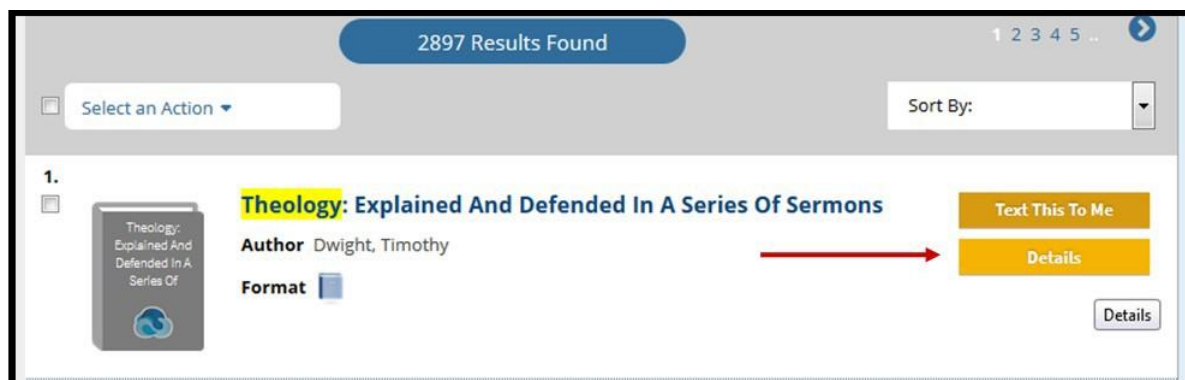 2897 Results Found
1 2 3 4 5 ..
Select an Action
Sort By:
1.
Theology:
Explained And
Defended In A
Series Of
Theology: Explained And Defended In A Series Of Sermons
Author Dwight, Timothy
Format
Text This To Me
Details
Details